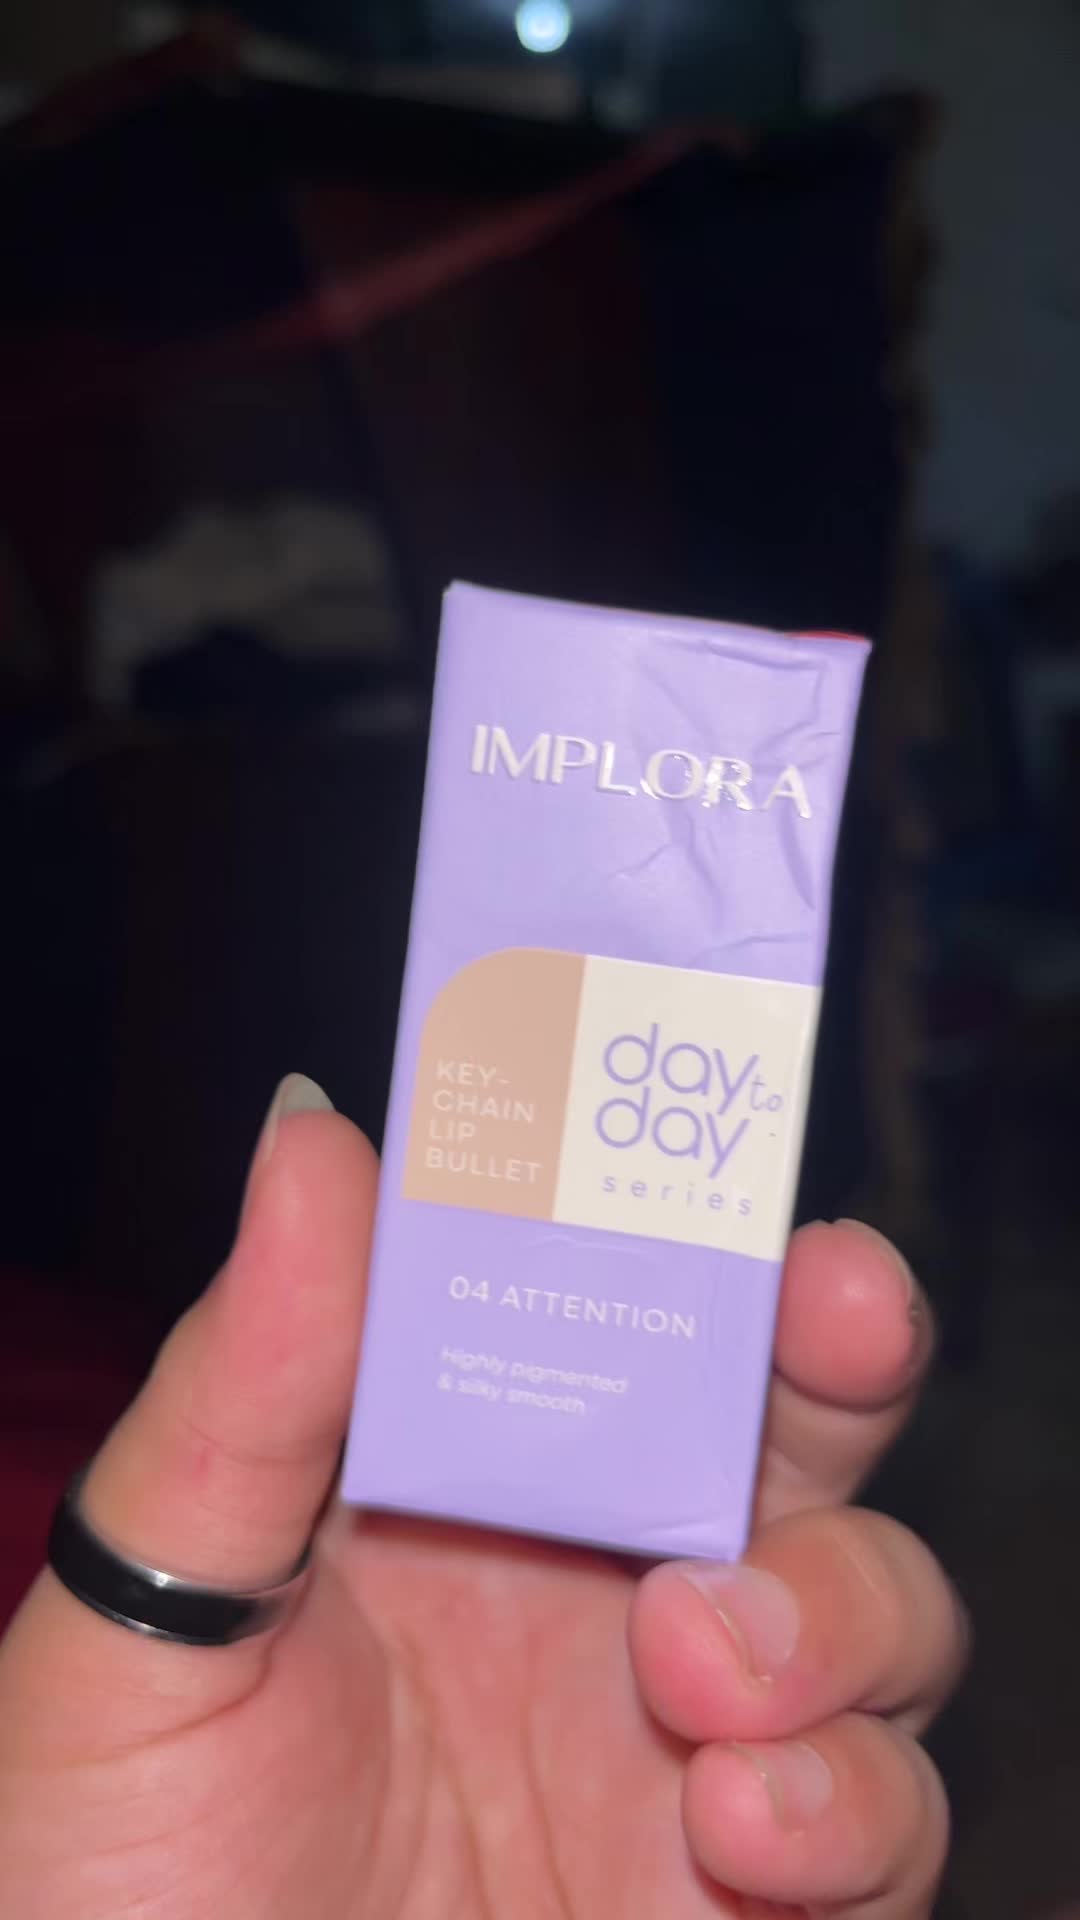 IMPLORA
KEY-
CHAIN
LIP
BULLET
day to
day
series
04 ATTENTION
Highly pigmented
& silky smooth